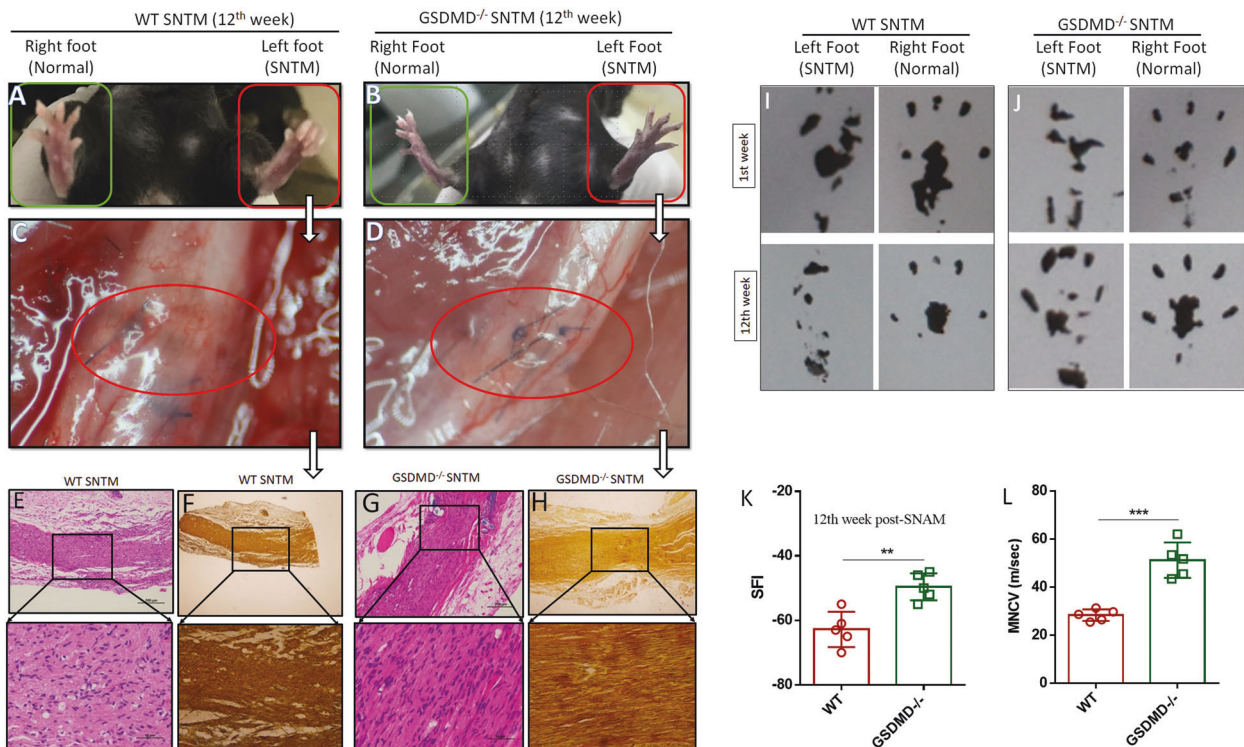 WT SNTM (12th week)
GSDMD-/- SNTM (12th week)
Right foot
(Normal)
Left foot
(SNTM)
Right Foot
(Normal)
Left Foot
(SNTM)
A
B
C
D
WT SNTM
WT SNTM
GSDMD-/- SNTM
GSDMD-/- SNTM
E
F
G
H
WT SNTM
GSDMD-/- SNTM
Left Foot
(SNTM)
Right Foot
(Normal)
Left Foot
(SNTM)
Right Foot
(Normal)
I
J
1st week
12th week
K
-20
-40
-60
-80
SFI
12th week post-SNAM
**
WT
GSDMD-/-
L
80
60
40
20
0
MNCV (m/sec)
***
WT
GSDMD-/-